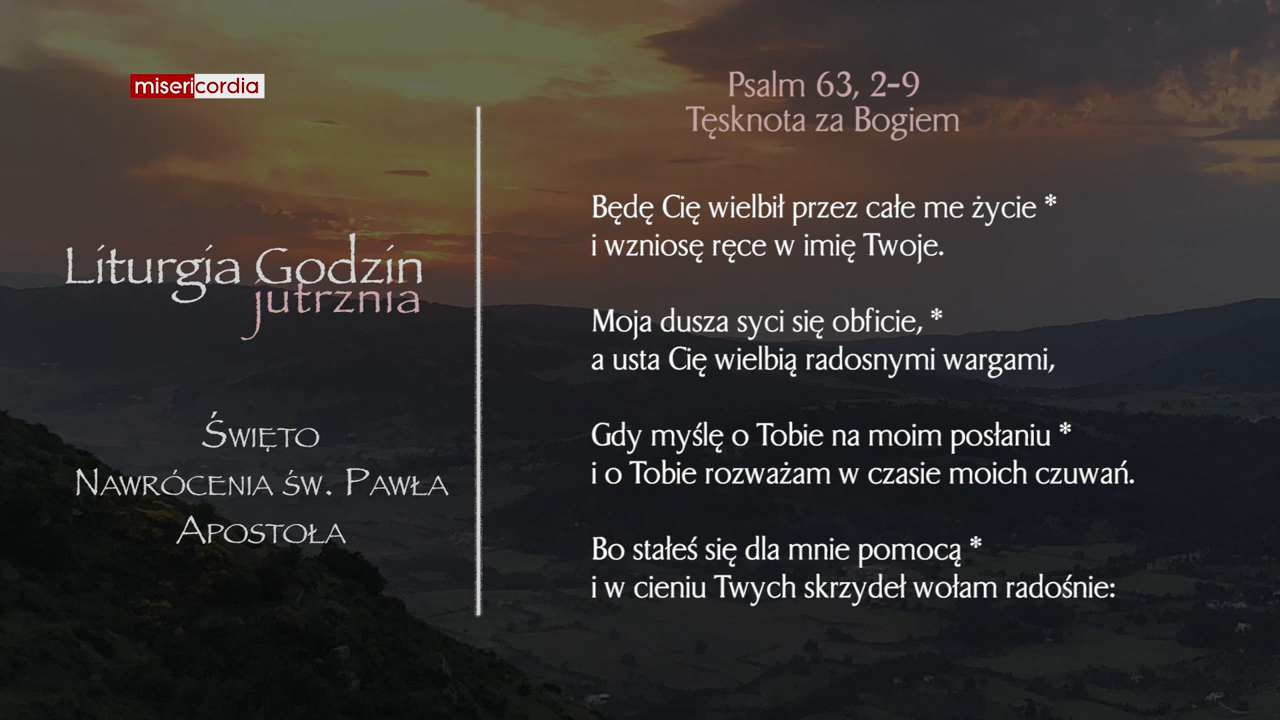 misericordia
Liturgia Godzin
jutrznia
Święto
Nawrócenia św. Pawła
Apostoła
Psalm 63, 2-9
Tęsknota za Bogiem
Będę Cię wielbił przez całe me życie *
i wzniosę ręce w imię Twoje.
Moja dusza syci się obficie, *
a usta Cię wielbią radosnymi wargami,
Gdy myślę o Tobie na moim posłaniu *
i o Tobie rozważam w czasie moich czuwań.
Bo stałeś się dla mnie pomocą *
i w cieniu Twych skrzydeł wołam radośnie: